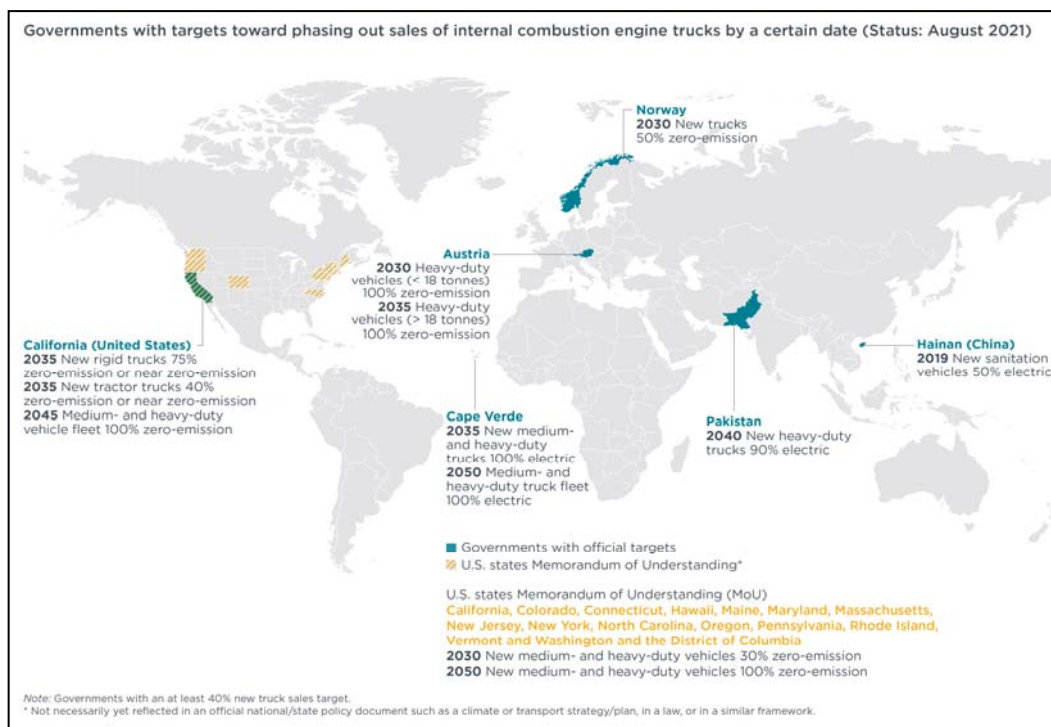 Governments with targets toward phasing out sales of internal combustion engine trucks by a certain date (Status: August 2021)
Norway
2030 New trucks
50% zero-emission
Austria
2030 Heavy-duty
vehicles (< 18 tonnes)
100% zero-emission
2035 Heavy-duty
vehicles (> 18 tonnes)
100% zero-emission
California (United States)
2035 New rigid trucks 75%
zero-emission or near zero-emission
2035 New tractor trucks 40%
zero-emission or near zero-emission
2045 Medium- and heavy-duty
vehicle fleet 100% zero-emission
Cape Verde
2035 New medium-
and heavy-duty
trucks 100% electric
2050 Medium- and
heavy-duty truck fleet
100% electric
Pakistan
2040 New heavy-duty
trucks 90% electric
Hainan (China)
2019 New sanitation
vehicles 50% electric
Governments with official targets
U.S. states Memorandum of Understanding*
U.S. states Memorandum of Understanding (MoU)
California, Colorado, Connecticut, Hawaii, Maine, Maryland, Massachusetts,
New Jersey, New York, North Carolina, Oregon, Pennsylvania, Rhode Island,
Vermont and Washington and the District of Columbia
2030 New medium- and heavy-duty vehicles 30% zero-emission
2050 New medium- and heavy-duty vehicles 100% zero-emission
Note: Governments with an at least 40% new truck sales target.
* Not necessarily yet reflected in an official national/state policy document such as a climate or transport strategy/plan, in a law, or in a similar framework.